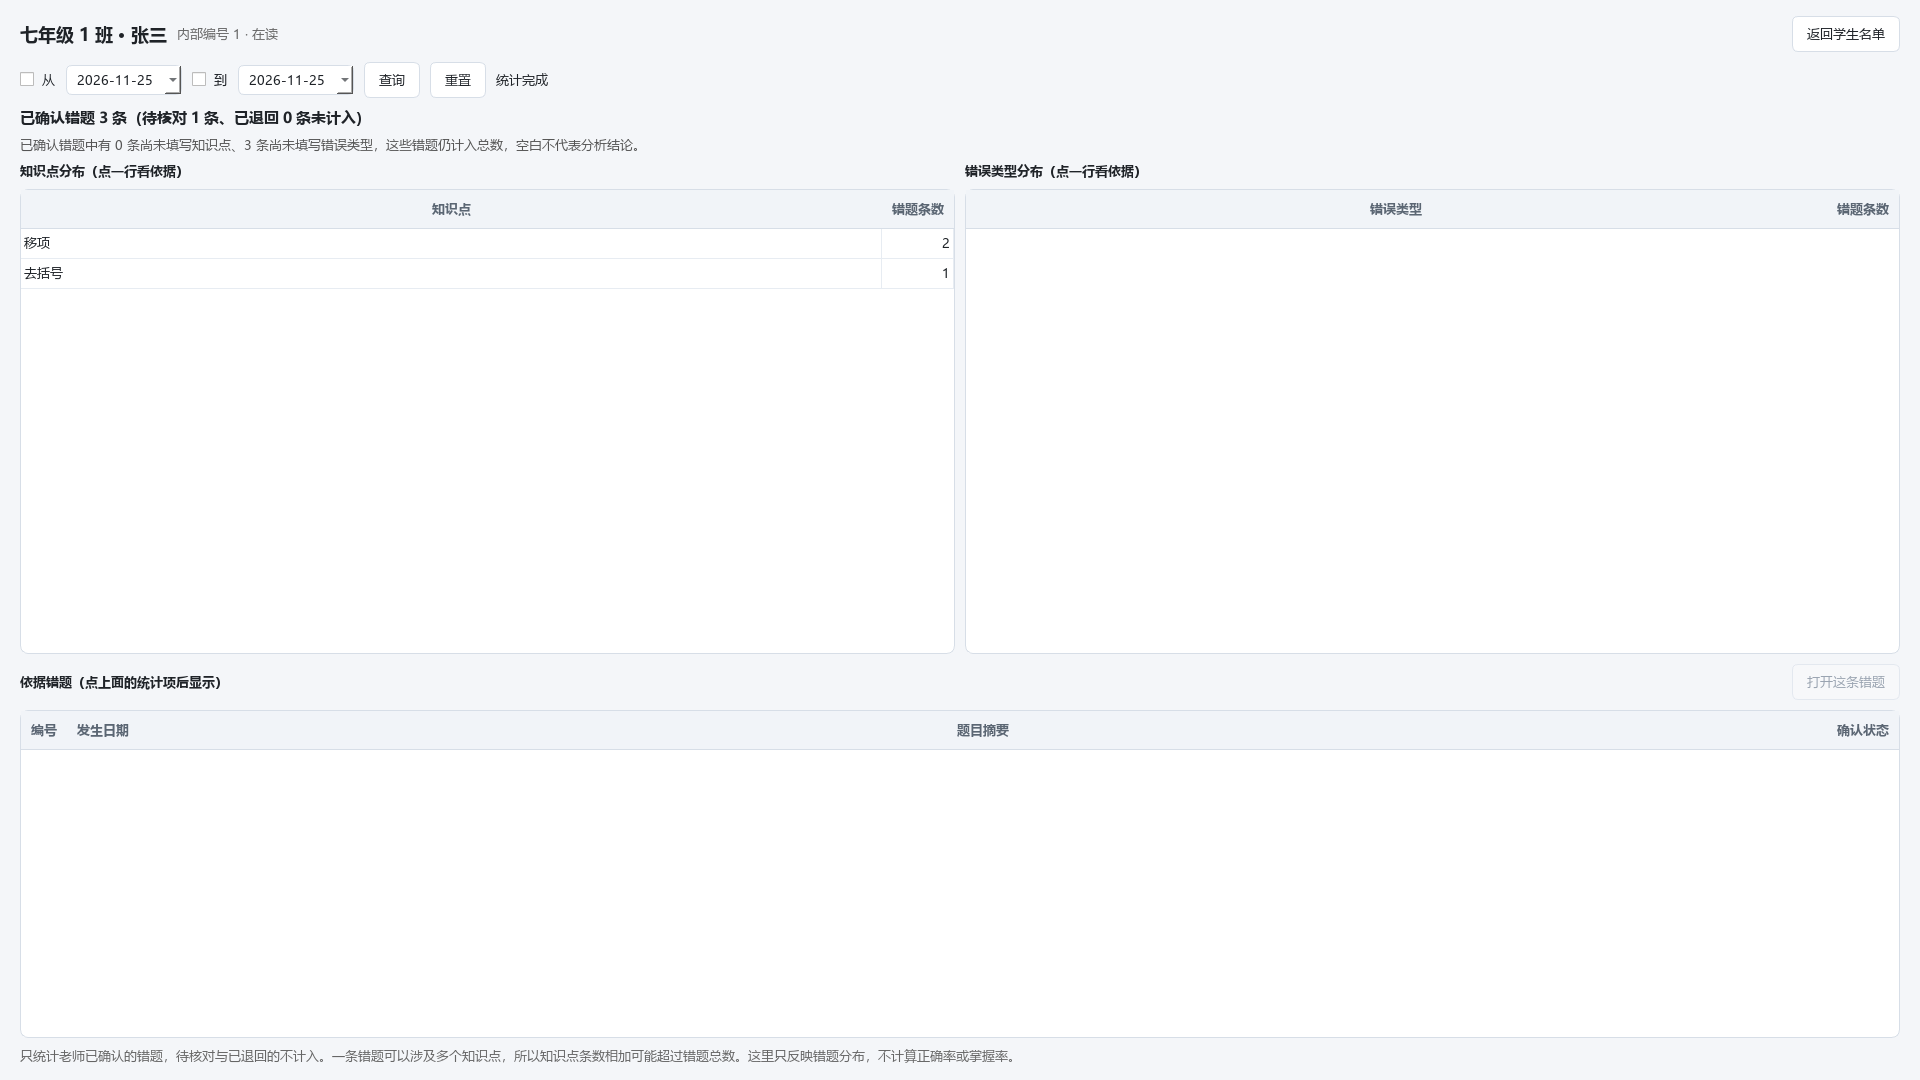 七年级 1 班 • 张三 内部编号 1 · 在读 返回学生名单
从 2026-11-25 到 2026-11-25 查询 重置 统计完成
已确认错题 3 条（待核对 1 条、已退回 0 条未计入）
已确认错题中有 0 条尚未填写知识点、3 条尚未填写错误类型，这些错题仍计入总数，空白不代表分析结论。
知识点分布（点一行看依据） 错误类型分布（点一行看依据）
知识点 错题条数 错误类型 错题条数
移项 2
去括号 1
依据错题（点上面的统计项后显示） 打开这条错题
编号 发生日期 题目摘要 确认状态
只统计老师已确认的错题，待核对与已退回的不计入。一条错题可以涉及多个知识点，所以知识点条数相加可能超过错题总数。这里只反映错题分布，不计算正确率或掌握率。